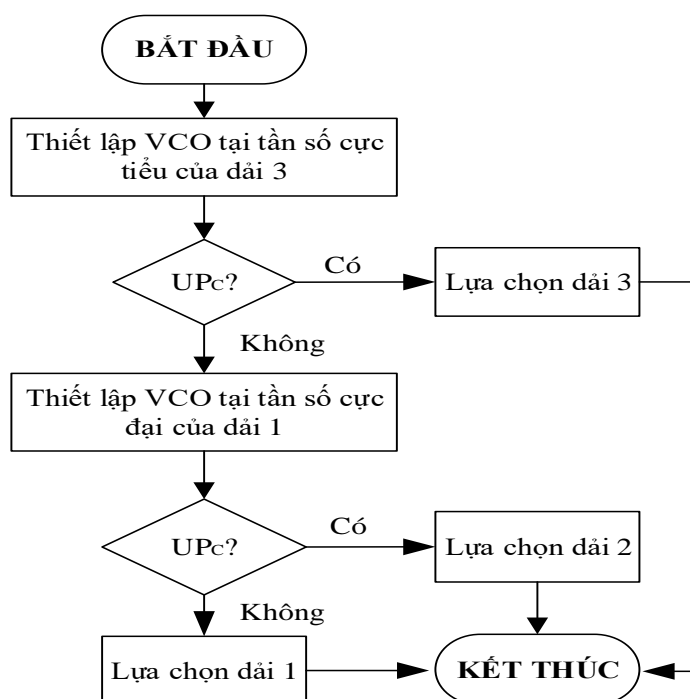 BẮT ĐẦU
Thiết lập VCO tại tần số cực
tiểu của dải 3
UPC?
Có
Lựa chọn dải 3
Không
Thiết lập VCO tại tần số cực
đại của dải 1
UPC?
Có
Lựa chọn dải 2
Không
Lựa chọn dải 1
KẾT THÚC